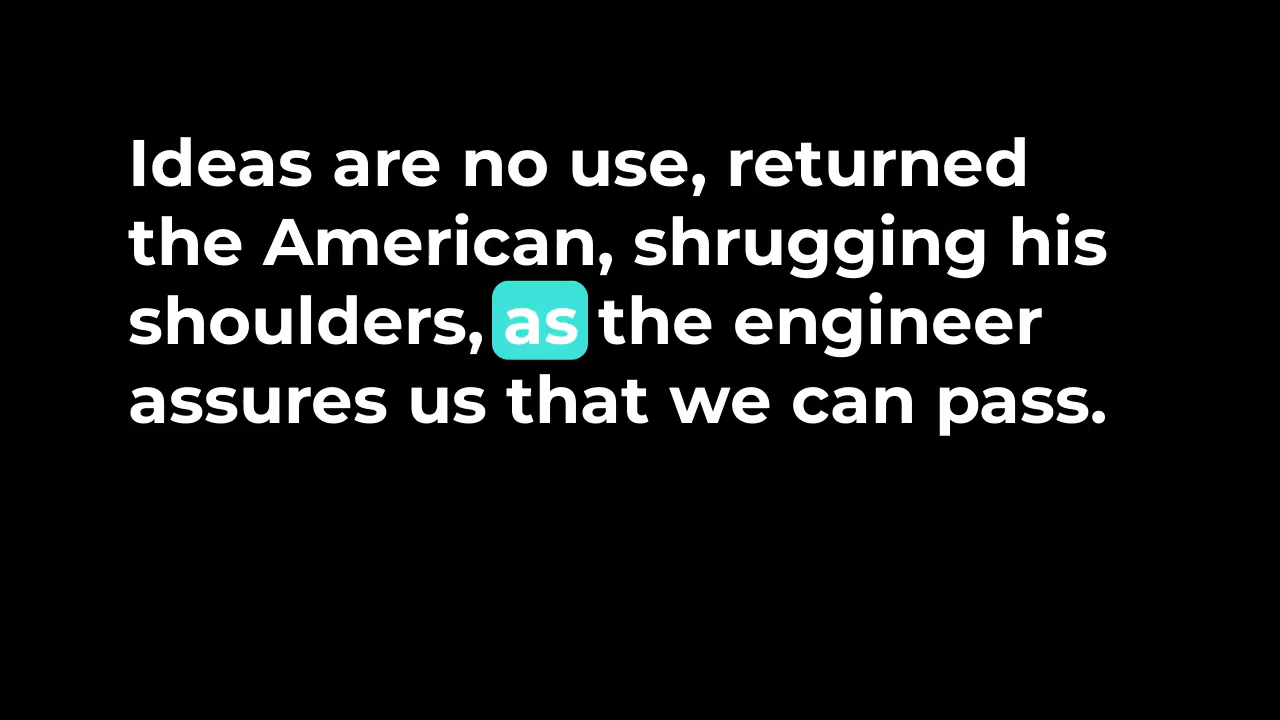 Ideas are no use, returned
the American, shrugging his
shoulders, as the engineer
assures us that we can pass.